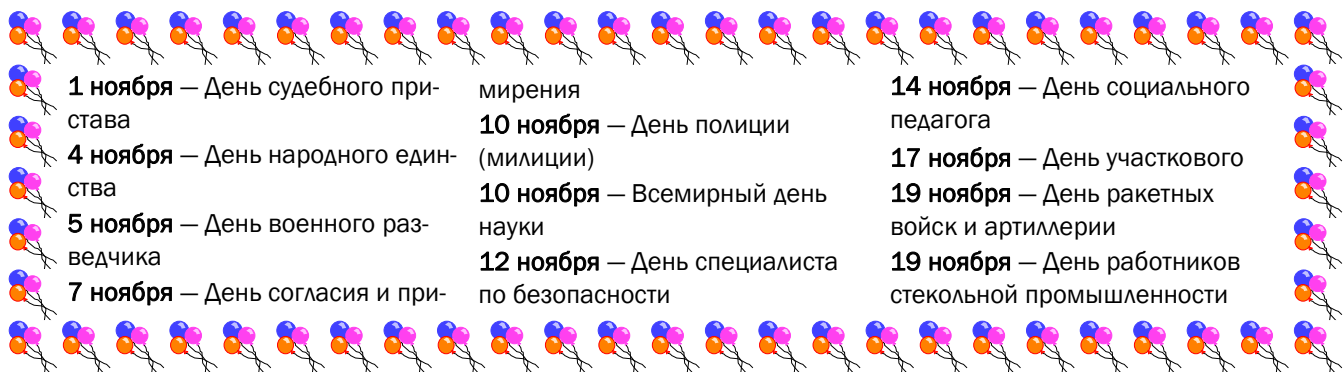 1 ноября — День судебного при-
става
4 ноября — День народного един-
ства
5 ноября — День военного раз-
ведчика
7 ноября — День согласия и при-
мирения
10 ноября — День полиции
(милиции)
10 ноября — Всемирный день
науки
12 ноября — День специалиста
по безопасности
14 ноября — День социального
педагога
17 ноября — День участкового
19 ноября — День ракетных
войск и артиллерии
19 ноября — День работников
стекольной промышленности